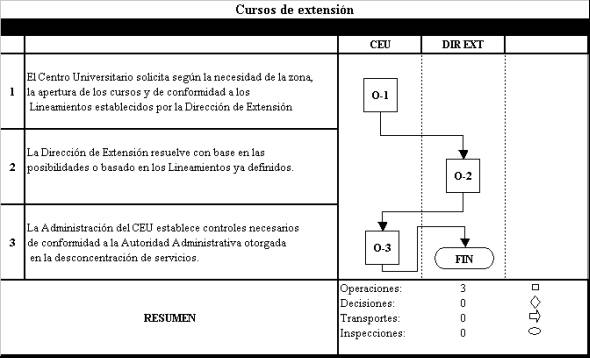 Cursos de extensión
CEU
DIR EXT
1
El Centro Universitario solicita según la necesidad de la zona,
la apertura de los cursos y de conformidad a los
Lineamientos establecidos por la Dirección de Extensión
O-1
2
La Dirección de Extensión resuelve con base en las
posibilidades o basado en los Lineamientos ya definidos.
O-2
3
La Administración del CEU establece controles necesarios
de conformidad a la Autoridad Administrativa otorgada
en la desconcentración de servicios.
O-3
FIN
RESUMEN
Operaciones: 3
Decisiones: 0
Transportes: 0
Inspecciones: 0